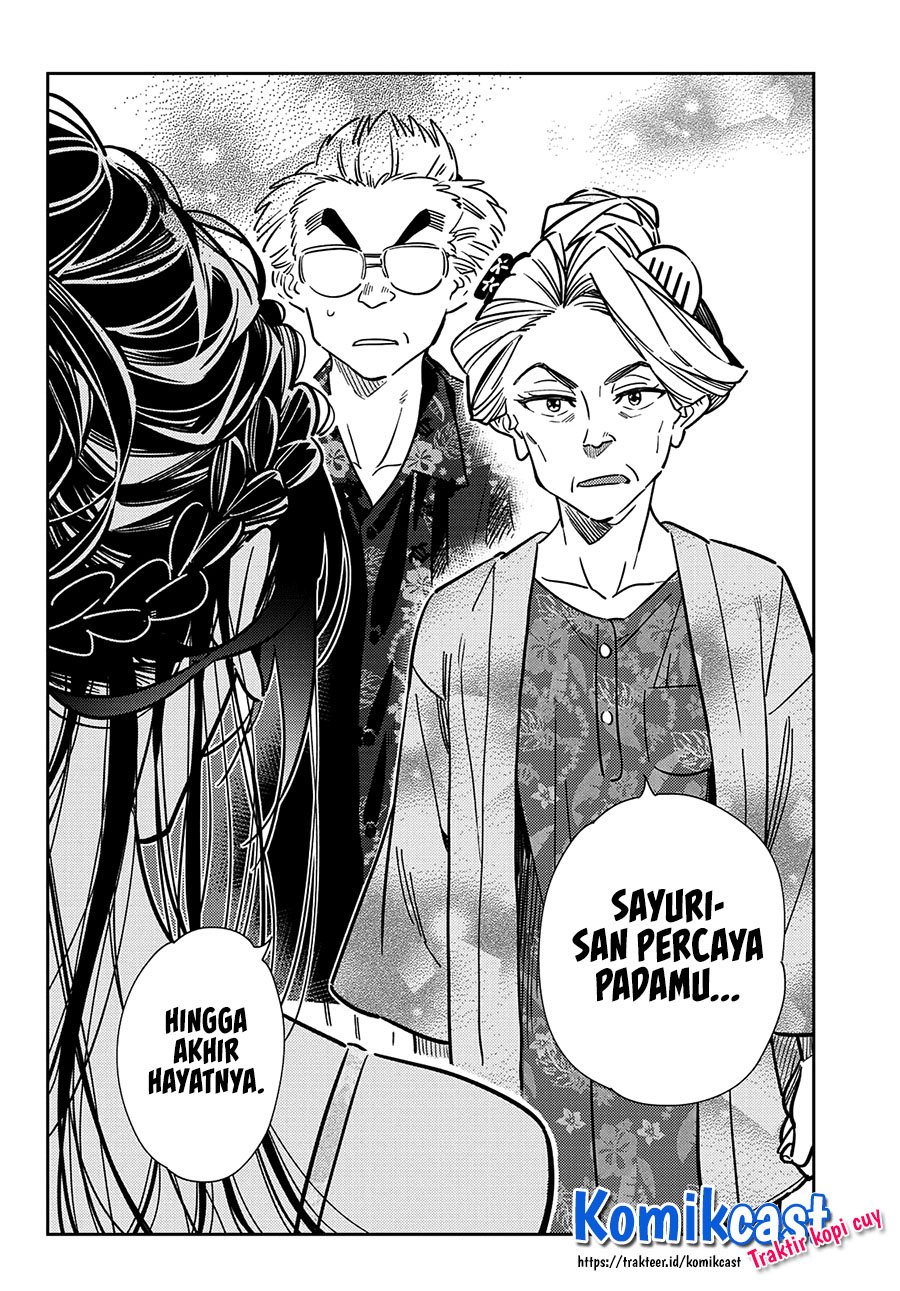 SAYURI-
SAN PERCAYA
PADAMU...
HINGGA
AKHIR
HAYATNYA.
Komikcast
Traktir kopi cuy
https://trakteer.id/komikcast